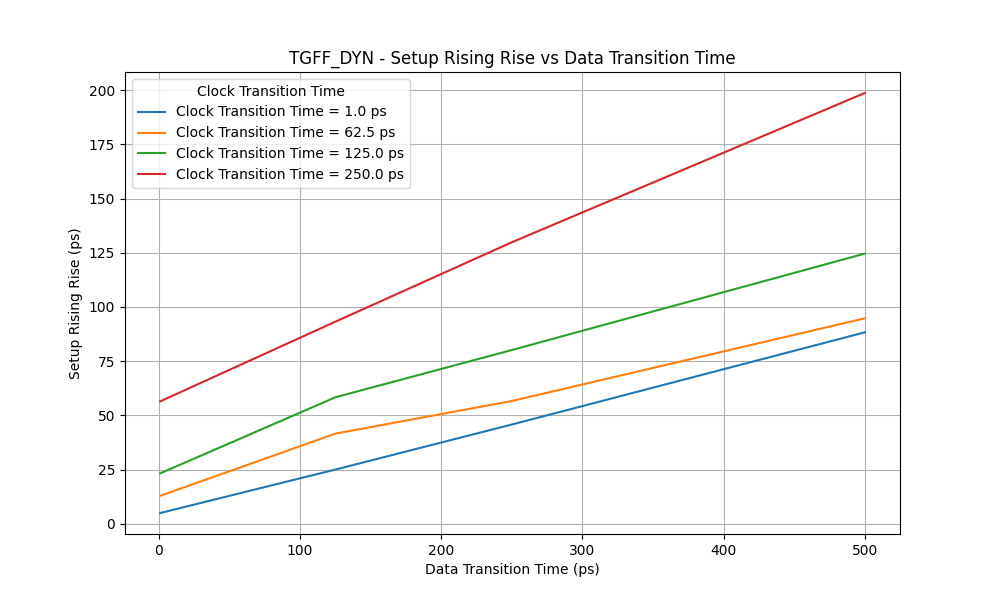 TGFF_DYN - Setup Rising Rise vs Data Transition Time
Clock Transition Time
Clock Transition Time = 1.0 ps
Clock Transition Time = 62.5 ps
Clock Transition Time = 125.0 ps
Clock Transition Time = 250.0 ps
Setup Rising Rise (ps)
200
175
150
125
100
75
50
25
0
0
100
200
300
400
500
Data Transition Time (ps)